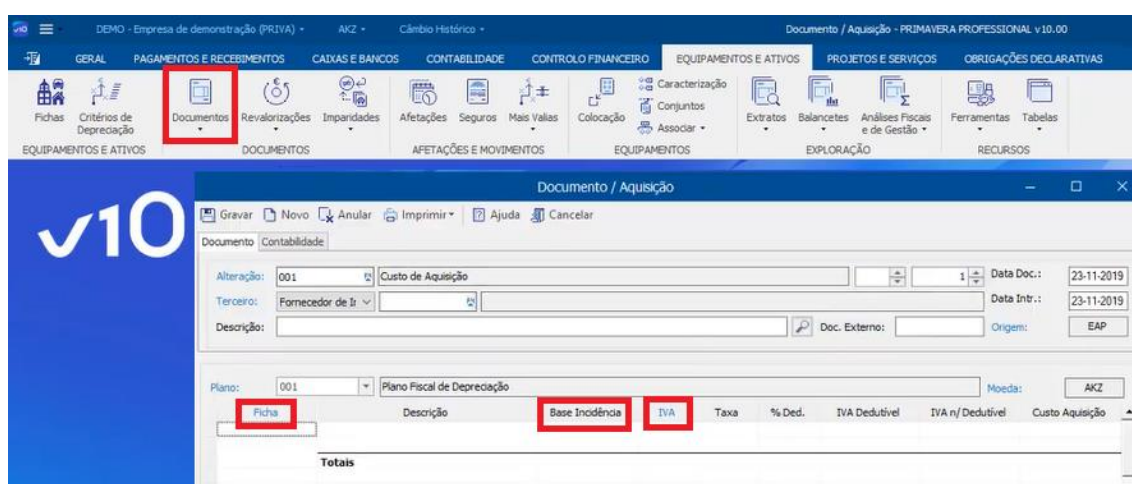 v10 DEMO - Empresa de demonstração (PRIVA) AKZ Câmbio Histórico Documento / Aquisição - PRIMAVERA PROFESSIONAL v10.00
GERAL PAGAMENTOS E RECEBIMENTOS CAIXAS E BANCOS CONTABILIDADE CONTROLO FINANCEIRO EQUIPAMENTOS E ATIVOS PROJETOS E SERVIÇOS OBRIGAÇÕES DECLARATIVAS
Fichas Critérios de Depreciação Documentos Revalorizações Imparidades Afetações Seguros Mais Valias Colocação Caracterização Conjuntos Associar Extratos Balancetes Análises Fiscais e de Gestão Ferramentas Tabelas
EQUIPAMENTOS E ATIVOS DOCUMENTOS AFETAÇÕES E MOVIMENTOS EQUIPAMENTOS EXPLORAÇÃO RECURSOS
v10
Documento / Aquisição
Gravar Novo Anular Imprimir Ajuda Cancelar
Documento Contabilidade
Alteração: 001 Custo de Aquisição 1 Data Doc.: 23-11-2019
Terceiro: Fornecedor de Data Intr.: 23-11-2019
Descrição: Doc. Externo: Origem: EAP
Plano: 001 Plano Fiscal de Depreciação Moeda: AKZ
Ficha Descrição Base Incidência IVA Taxa % Ded. IVA Dedutível IVA n/ Dedutível Custo Aquisição
Totais